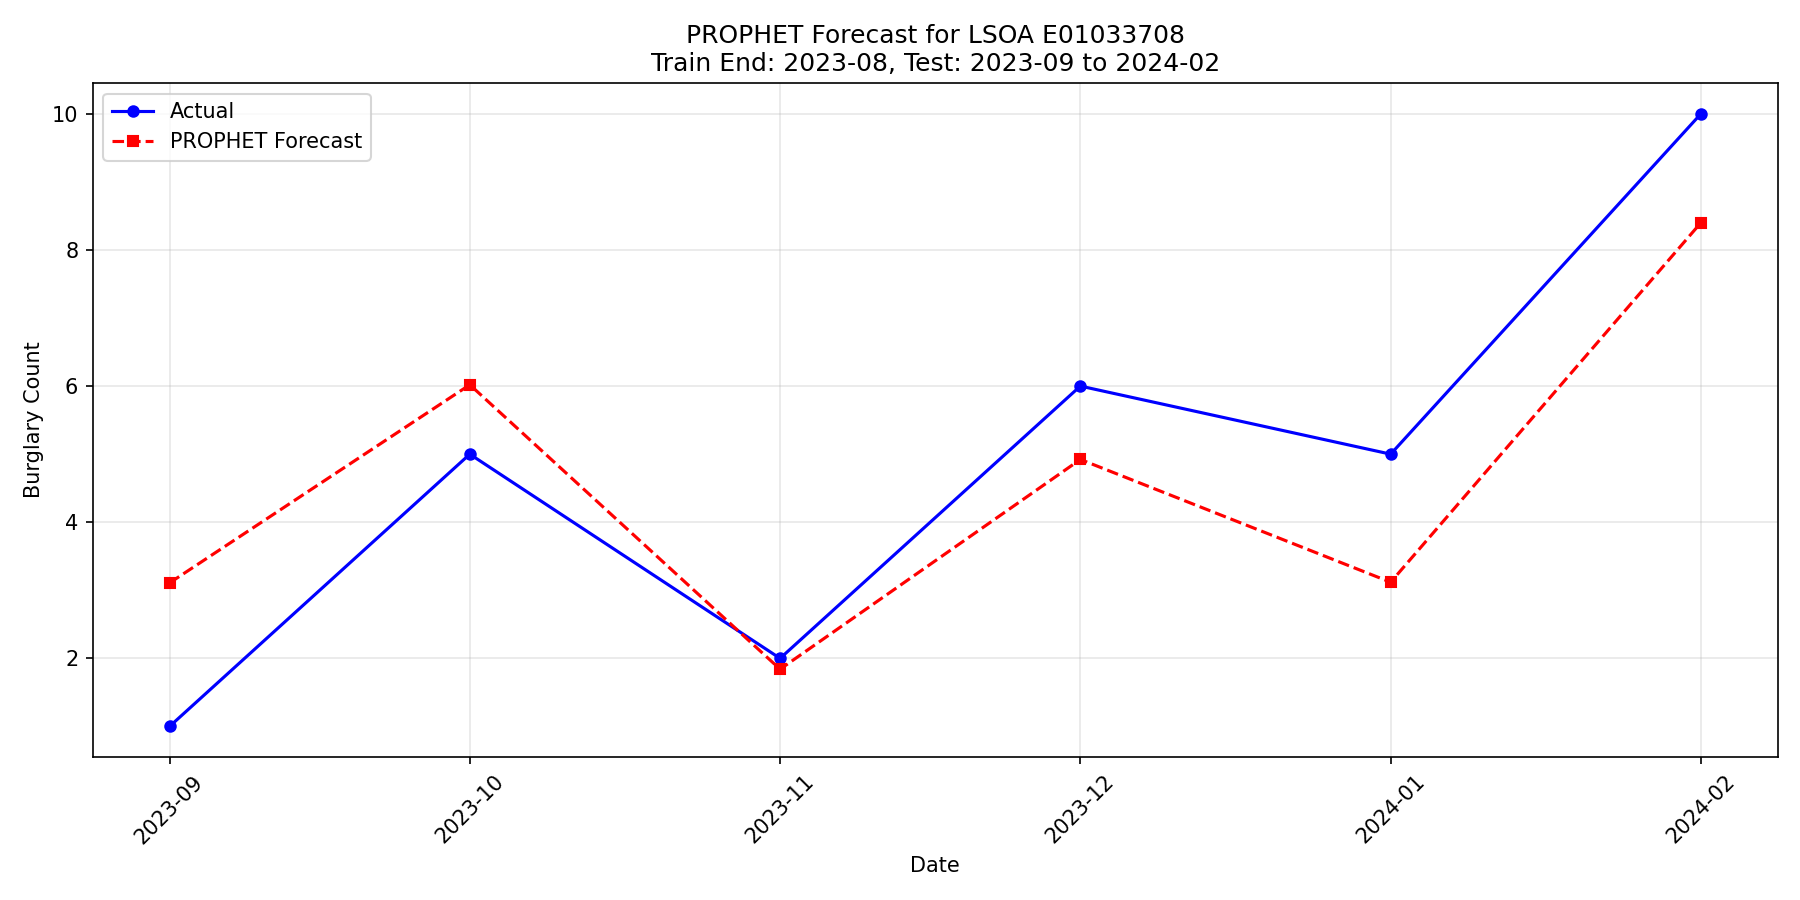 PROPHET Forecast for LSOA E01033708
Train End: 2023-08, Test: 2023-09 to 2024-02
Actual
PROPHET Forecast
Burglary Count
10
8
6
4
2
2023-09
2023-10
2023-11
2023-12
2024-01
2024-02
Date